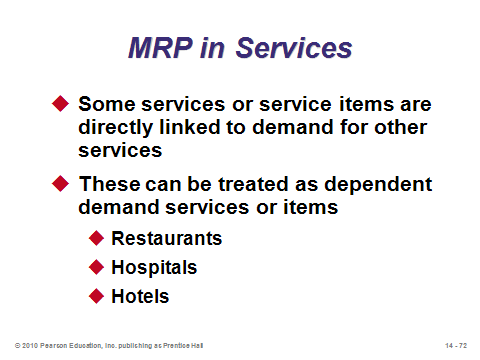 MRP in Services
Some services or service items are
directly linked to demand for other
services
These can be treated as dependent
demand services or items
Restaurants
Hospitals
Hotels
© 2010 Pearson Education, Inc. publishing as Prentice Hall
14 - 72